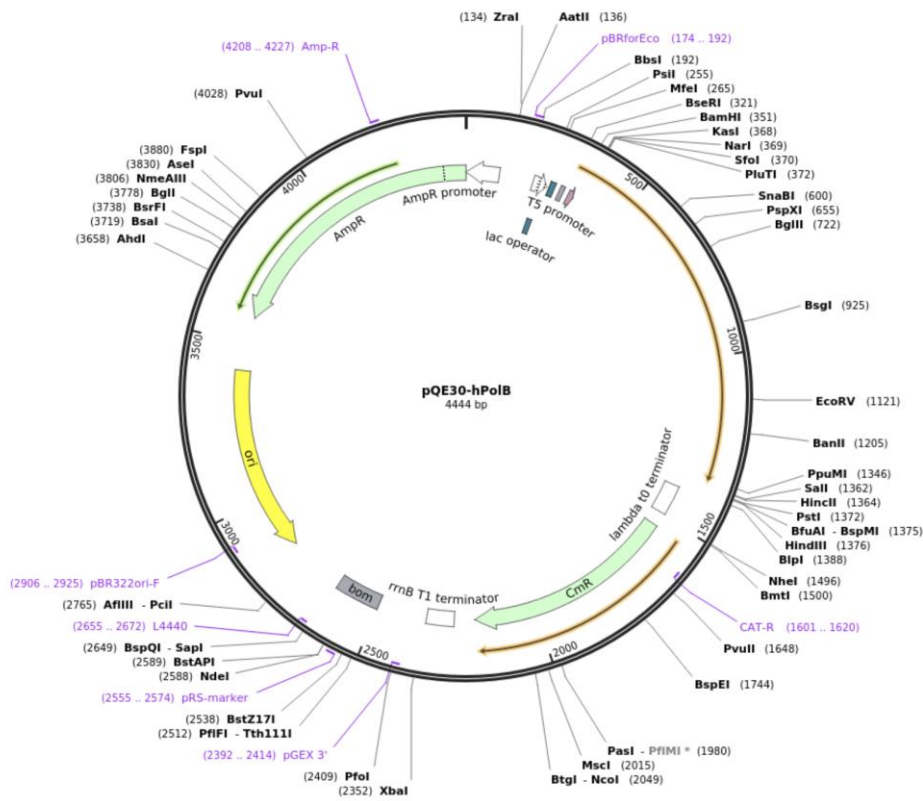 (134) ZraI
AatII (136)
pBRforEco (174 .. 192)
BbsI (192)
PsiI (255)
MfeI (265)
BseRI (321)
BamHI (351)
KasI (368)
NarI (369)
SfoI (370)
PluTI (372)
SnaBI (600)
PspXI (655)
BglII (722)
BsgI (925)
EcoRV (1121)
BanII (1205)
PpuMI (1346)
SalI (1362)
HincII (1364)
PstI (1372)
BfuAI - BspMI (1375)
HindIII (1376)
BlpI (1388)
NheI (1496)
BmtI (1500)
CAT-R (1601 .. 1620)
PvuII (1648)
BspEI (1744)
PasI - PflMI * (1980)
MscI (2015)
BtgI - NcoI (2049)
(2352) XbaI
(2409) PfoI
(2392 .. 2414) pGEX 3'
(2512) PflFI - Tth111I
(2538) BstZ17I
(2555 .. 2574) pRS-marker
(2588) NdeI
(2589) BstAPI
(2649) BspQI - SapI
(2655 .. 2672) L4440
(2765) AflIII - PciI
(2906 .. 2925) pBR322ori-F
(3658) AhdI
(3719) BsaI
(3738) BsrFI
(3778) BglI
(3806) NmeAIII
(3830) AseI
(3880) FspI
(4028) PvuI
(4208 .. 4227) Amp-R
500
1000
1500
2000
2500
3000
3500
4000
AmpR promoter
AmpR
T5 promoter
lac operator
pQE30-hPolB
4444 bp
lambda t0 terminator
CmR
rrnB T1 terminator
bom
ori